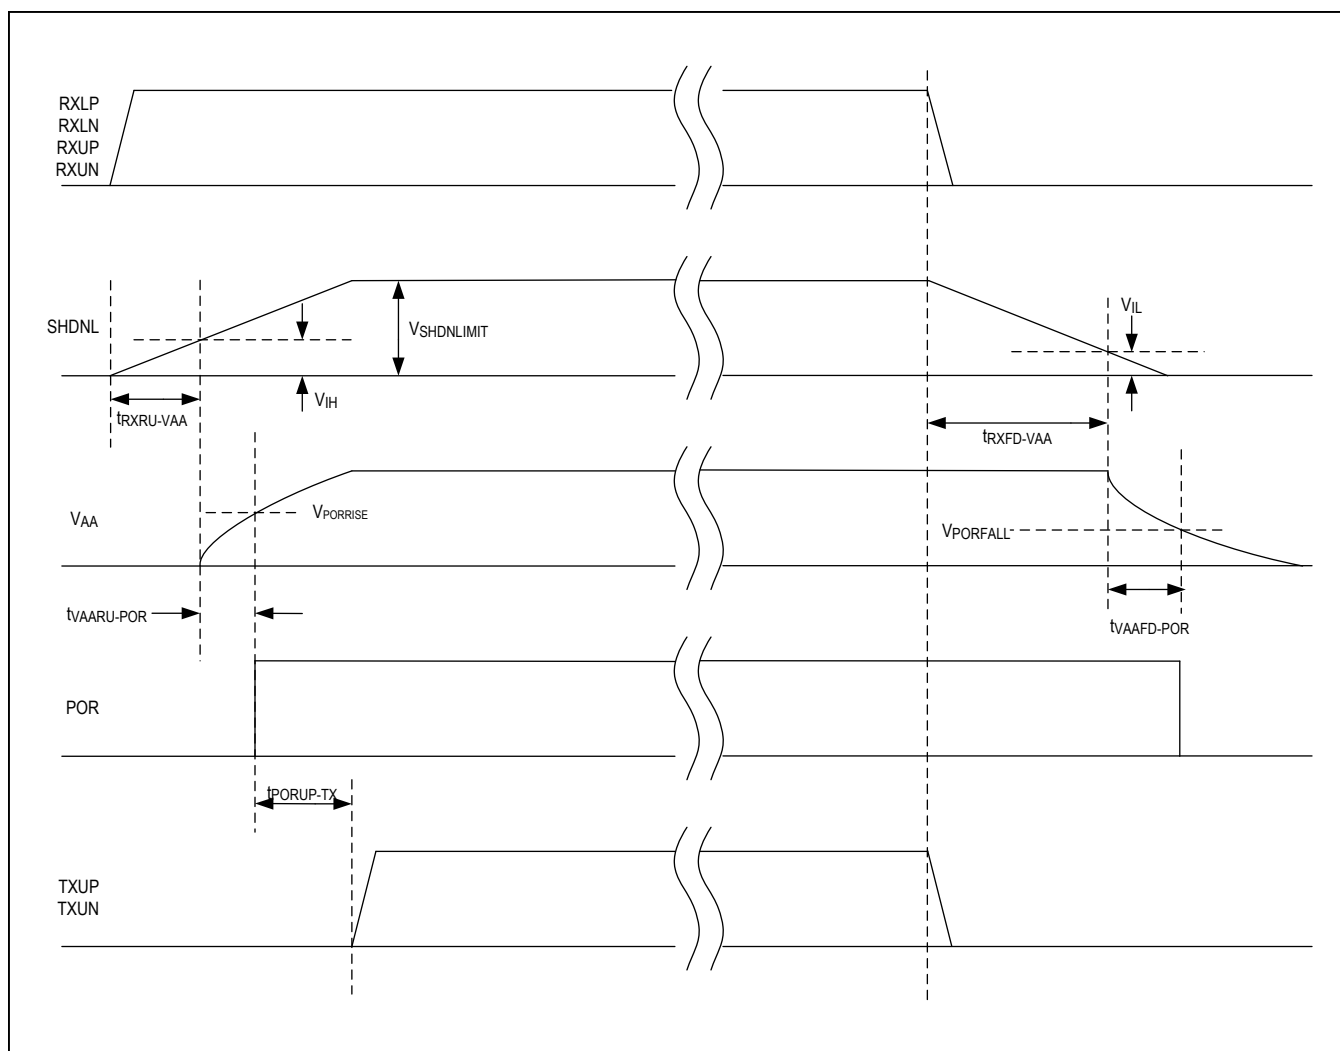 RXLP
RXLN
RXUP
RXUN
SHDNL
VSHDNLIMIT
VIH
tRXRU-VAA
VIL
tRXFD-VAA
VAA
VPORRISE
VPORFALL
tVAARU-POR
tVAAFD-POR
POR
tPORUP-TX
TXUP
TXUN